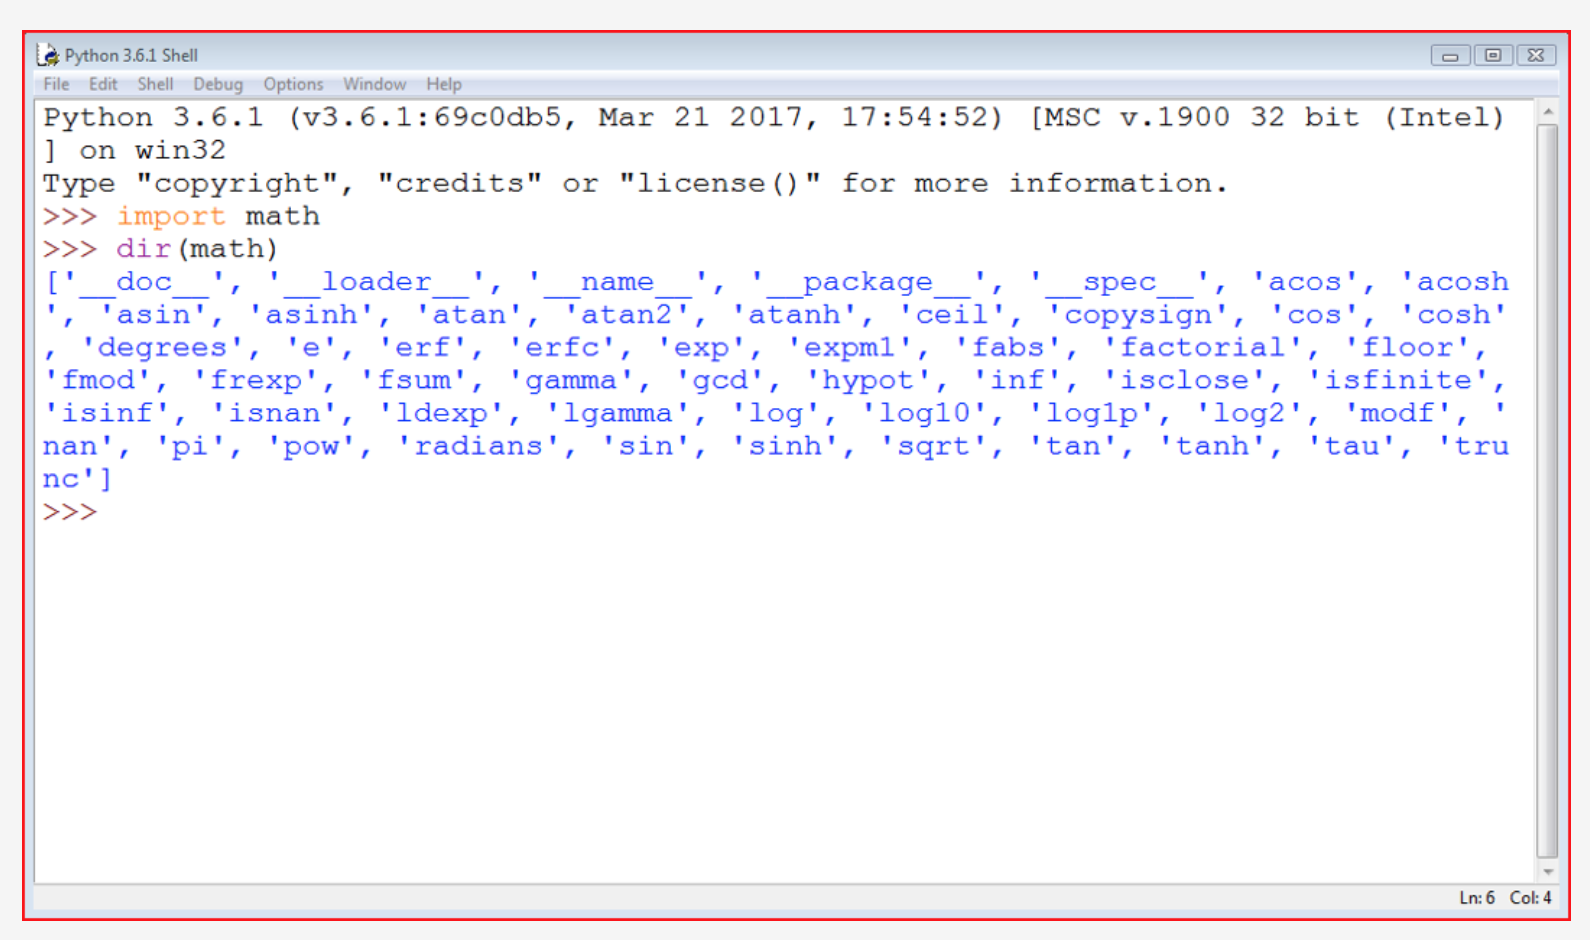 Python 3.6.1 Shell
File Edit Shell Debug Options Window Help
Python 3.6.1 (v3.6.1:69c0db5, Mar 21 2017, 17:54:52) [MSC v.1900 32 bit (Intel)
] on win32
Type "copyright", "credits" or "license()" for more information.
>>> import math
>>> dir(math)
['__doc__', '__loader__', '__name__', '__package__', '__spec__', 'acos', 'acosh
', 'asin', 'asinh', 'atan', 'atan2', 'atanh', 'ceil', 'copysign', 'cos', 'cosh'
, 'degrees', 'e', 'erf', 'erfc', 'exp', 'expm1', 'fabs', 'factorial', 'floor',
'fmod', 'frexp', 'fsum', 'gamma', 'gcd', 'hypot', 'inf', 'isclose', 'isfinite',
'isinf', 'isnan', 'ldexp', 'lgamma', 'log', 'log10', 'log1p', 'log2', 'modf', '
nan', 'pi', 'pow', 'radians', 'sin', 'sinh', 'sqrt', 'tan', 'tanh', 'tau', 'tru
nc']
>>>
Ln: 6 Col: 4